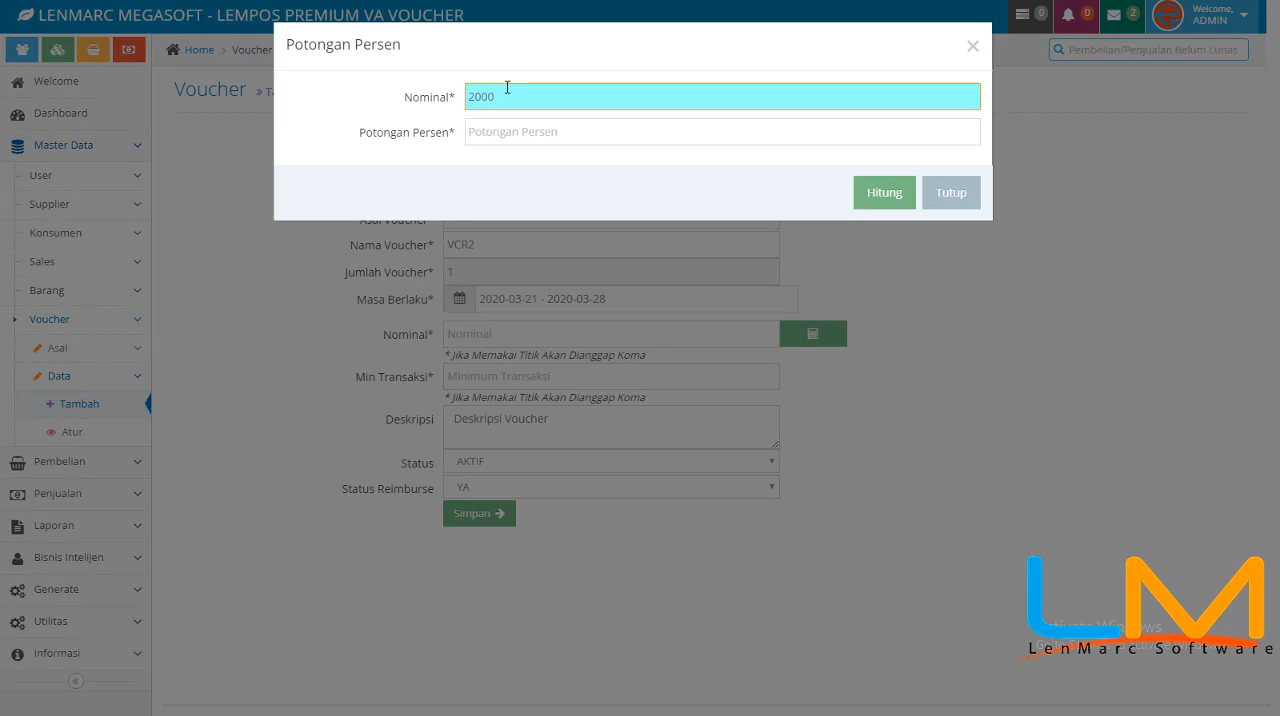 LENMARC MEGASOFT - LEMPOS PREMIUM VA VOUCHER
0
0
2
Welcome,
ADMIN
Home
Voucher
Pembelian/Penjualan Belum Lunas
Potongan Persen
×
Nominal*
2000
Potongan Persen*
Potongan Persen
Hitung
Tutup
Welcome
Dashboard
Master Data
User
Supplier
Konsumen
Sales
Barang
Voucher
Asal
Data
Tambah
Atur
Pembelian
Penjualan
Laporan
Bisnis Intelijen
Generate
Utilitas
Informasi
Voucher »
Asal Voucher
Nama Voucher*
VCR2
Jumlah Voucher*
1
Masa Berlaku*
2020-03-21 - 2020-03-28
Nominal*
Nominal
* Jika Memakai Titik Akan Dianggap Koma
Min Transaksi*
Minimum Transaksi
* Jika Memakai Titik Akan Dianggap Koma
Deskripsi
Deskripsi Voucher
Status
AKTIF
Status Reimburse
YA
Simpan
LM
LenMarc Software